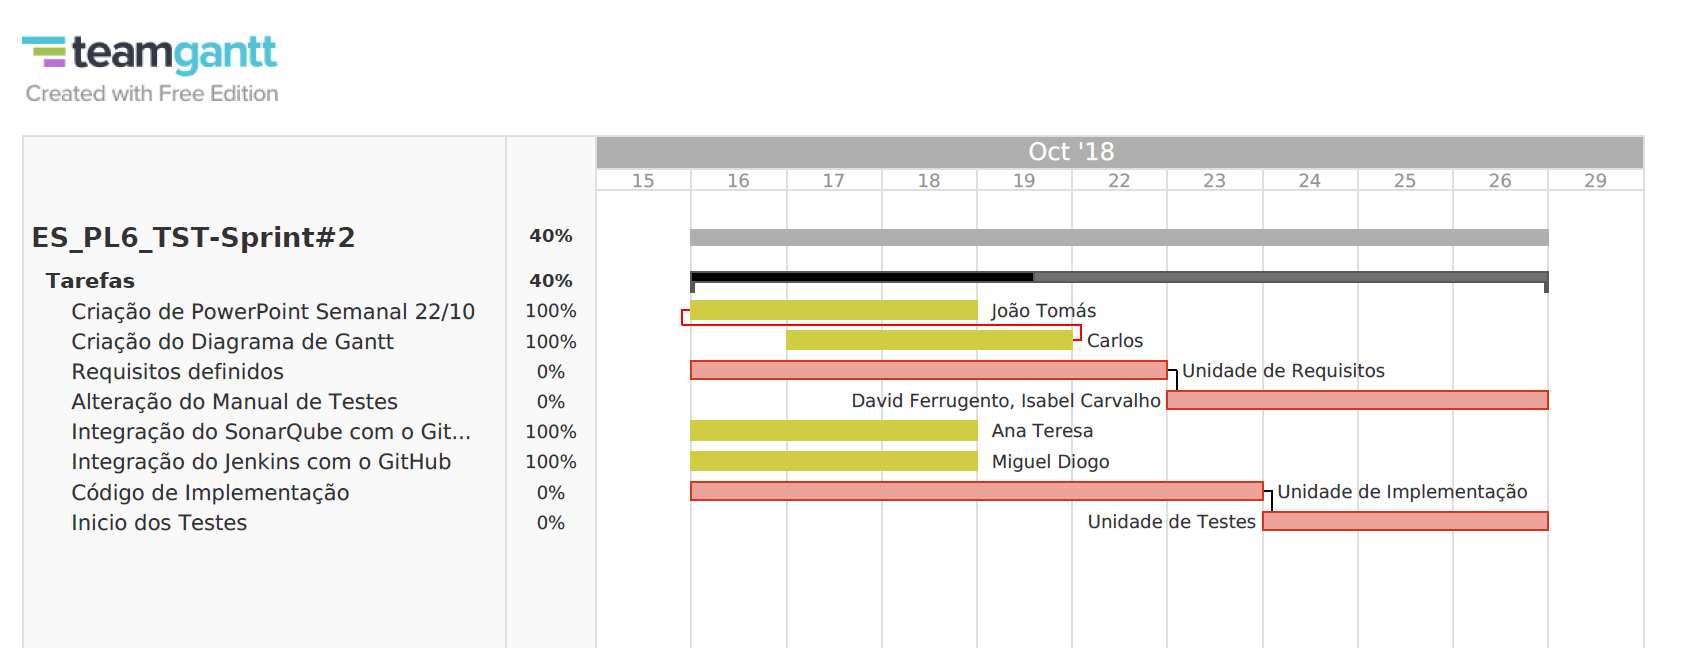 teamgantt
Created with Free Edition
Oct '18
15 16 17 18 19 22 23 24 25 26 29
ES_PL6_TST-Sprint#2 40%
Tarefas 40%
Criação de PowerPoint Semanal 22/10 100% João Tomás
Criação do Diagrama de Gantt 100% Carlos
Requisitos definidos 0% Unidade de Requisitos
Alteração do Manual de Testes 0% David Ferrugento, Isabel Carvalho
Integração do SonarQube com o Git... 100% Ana Teresa
Integração do Jenkins com o GitHub 100% Miguel Diogo
Código de Implementação 0% Unidade de Implementação
Inicio dos Testes 0% Unidade de Testes